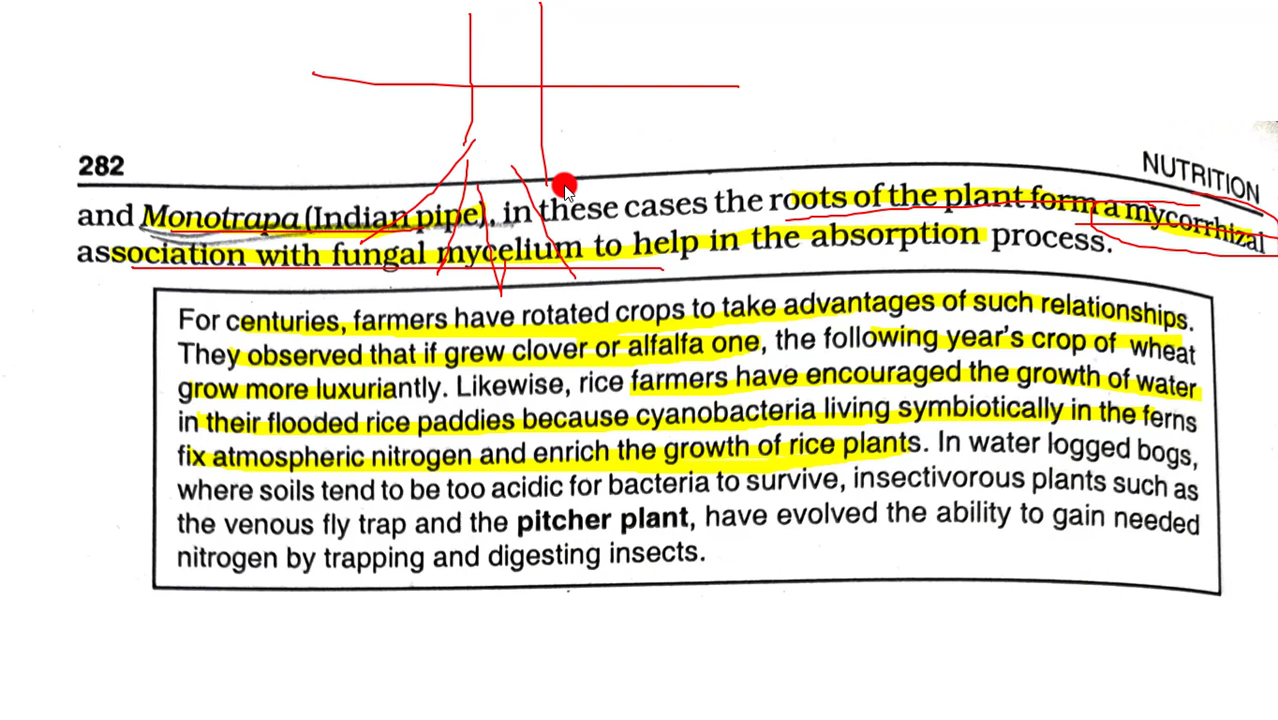 282
NUTRITION
and Monotrapa (Indian pipe), in these cases the roots of the plant form a mycorrhizal
association with fungal mycelium to help in the absorption process.
For centuries, farmers have rotated crops to take advantages of such relationships.
They observed that if grew clover or alfalfa one, the following year's crop of wheat
grow more luxuriantly. Likewise, rice farmers have encouraged the growth of water
in their flooded rice paddies because cyanobacteria living symbiotically in the ferns
fix atmospheric nitrogen and enrich the growth of rice plants. In water logged bogs,
where soils tend to be too acidic for bacteria to survive, insectivorous plants such as
the venous fly trap and the pitcher plant, have evolved the ability to gain needed
nitrogen by trapping and digesting insects.